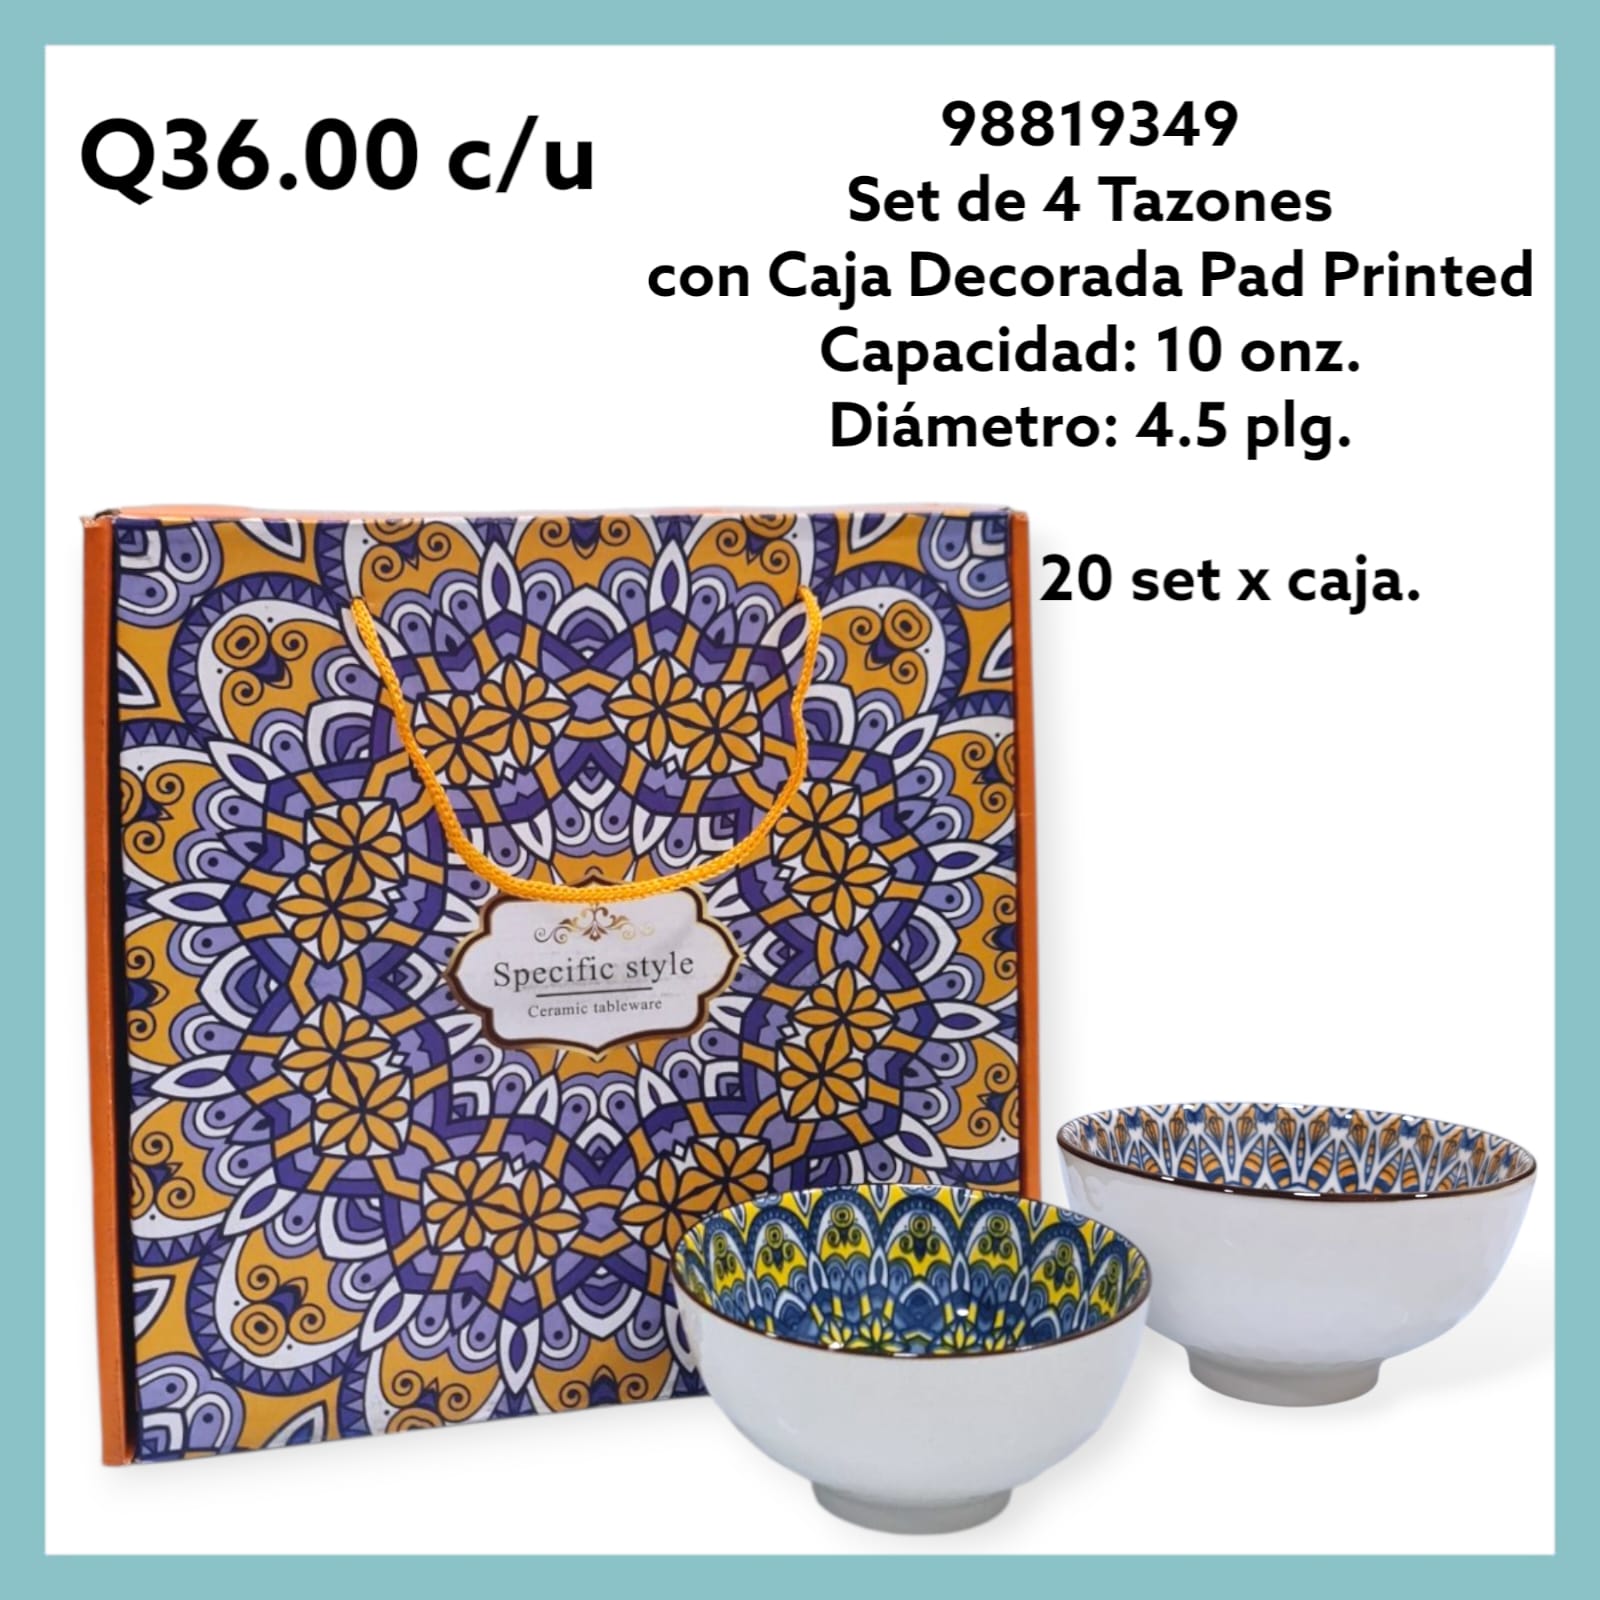 Q36.00 c/u
98819349
Set de 4 Tazones
con Caja Decorada Pad Printed
Capacidad: 10 onz.
Diámetro: 4.5 plg.
20 set x caja.
Specific style
Ceramic tableware